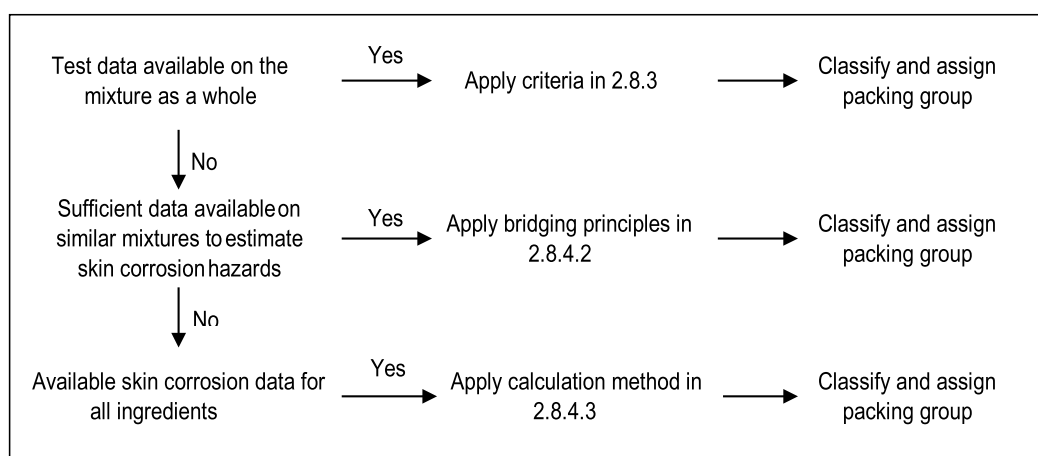 Test data available on the
mixture as a whole
Yes
Apply criteria in 2.8.3
Classify and assign
packing group
No
Sufficient data available on
similar mixtures to estimate
skin corrosion hazards
Yes
Apply bridging principles in
2.8.4.2
Classify and assign
packing group
No
Available skin corrosion data for
all ingredients
Yes
Apply calculation method in
2.8.4.3
Classify and assign
packing group